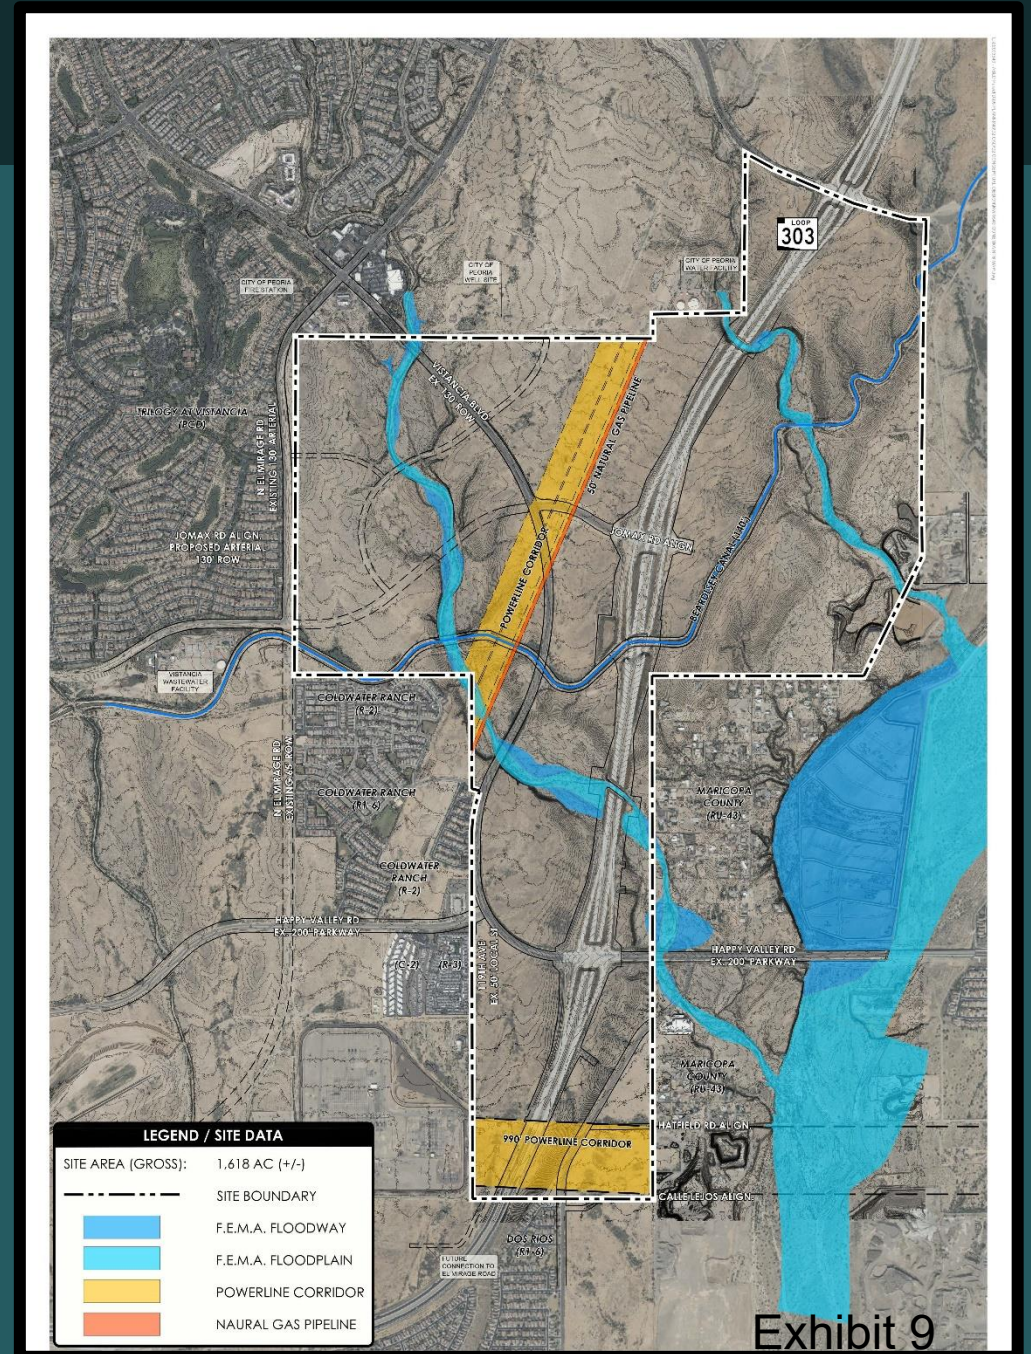 LOOP
303
CITY OF
PEORIA
WELL SITE
CITY OF PEORIA
WATER FACILITY
CITY OF PEORIA
FIRE STATION
VISTANCIA BLVD
EX. 130' ROW
50' NATURAL GAS PIPELINE
TRILOGY AT VISTANCIA
(PCD)
N EL MIRAGE RD
EXISTING 130' ARTERIAL
JOMAX RD ALIGN.
PROPOSED ARTERIAL
130' ROW
JOMAX RD ALIGN
POWERLINE CORRIDOR
VISTANCIA
WASTEWATER
FACILITY
COLDWATER RANCH
(R-2)
N EL MIRAGE RD
EXISTING 65' ROW
COLDWATER RANCH
(R1-6)
MARICOPA
COUNTY
(RU-43)
COLDWATER
RANCH
(R-2)
HAPPY VALLEY RD
EX. 200' PARKWAY
(C-2)
(R-3)
HAPPY VALLEY RD
EX. 200' PARKWAY
MARICOPA
COUNTY
(RU-43)
HATFIELD RD ALIGN.
990' POWERLINE CORRIDOR
CALLE LEJOS ALIGN.
DOS RIOS
(R1-6)
FUTURE
CONNECTION TO
EL MIRAGE ROAD
LEGEND / SITE DATA
SITE AREA (GROSS): 1,618 AC (+/-)
SITE BOUNDARY
F.E.M.A. FLOODWAY
F.E.M.A. FLOODPLAIN
POWERLINE CORRIDOR
NAURAL GAS PIPELINE
Exhibit 9